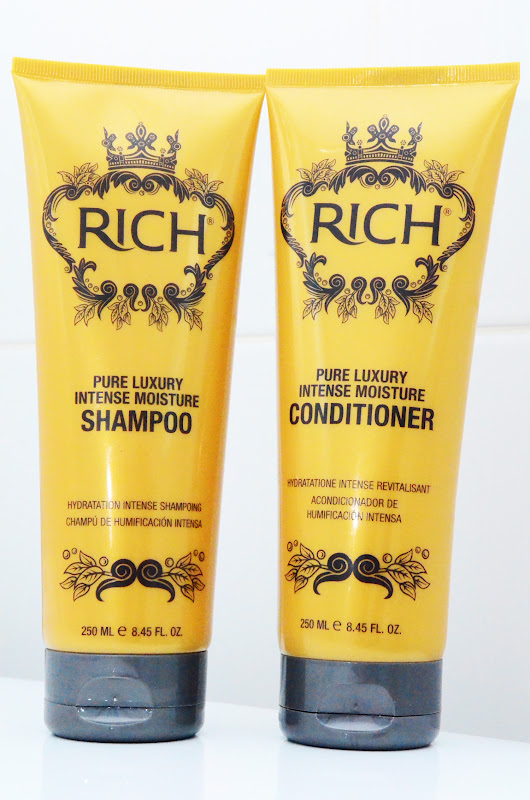 RICH®
PURE LUXURY
INTENSE MOISTURE
SHAMPOO
HYDRATATION INTENSE SHAMPOING
CHAMPÚ DE HUMIFICACIÓN INTENSA
250 ML e 8.45 FL. OZ.
RICH®
PURE LUXURY
INTENSE MOISTURE
CONDITIONER
HYDRATATIONE INTENSE REVITALISANT
ACONDICIONADOR DE
HUMIFICACIÓN INTENSA
250 ML e 8.45 FL. OZ.